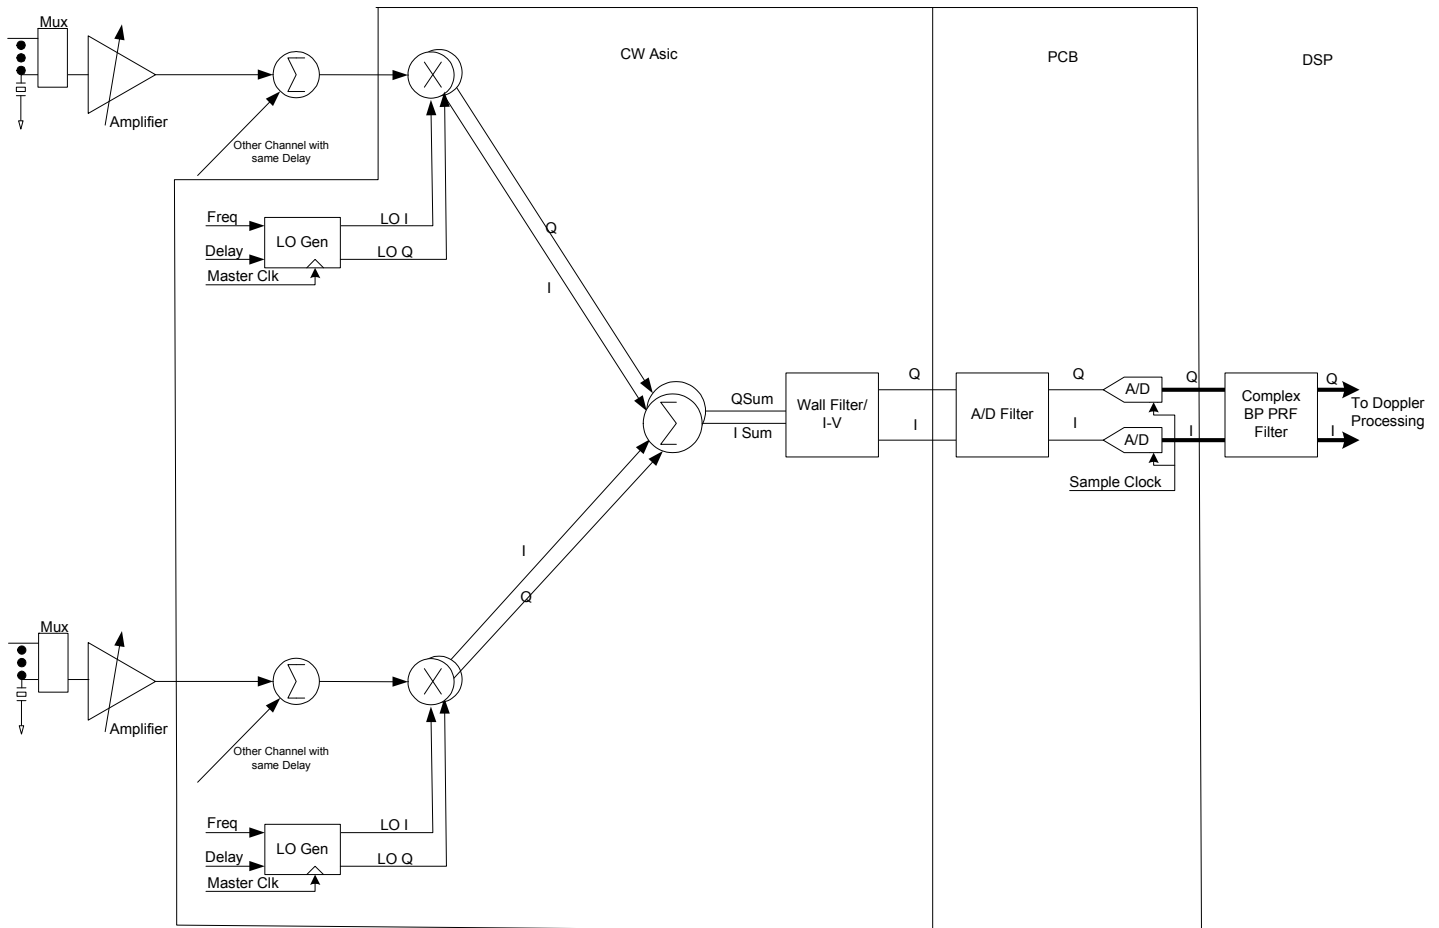 Mux
CW Asic
PCB
DSP
Amplifier
Σ
X
Other Channel with
same Delay
Freq
LO I
LO Gen
Delay
LO Q
Master Clk
Q
I
QSum
I Sum
Σ
Wall Filter/
I-V
Q
I
A/D Filter
Q
I
A/D
A/D
Sample Clock
Q
I
Complex
BP PRF
Filter
Q
I
To Doppler
Processing
I
Q
Mux
Amplifier
Σ
X
Other Channel with
same Delay
Freq
LO I
LO Gen
Delay
LO Q
Master Clk